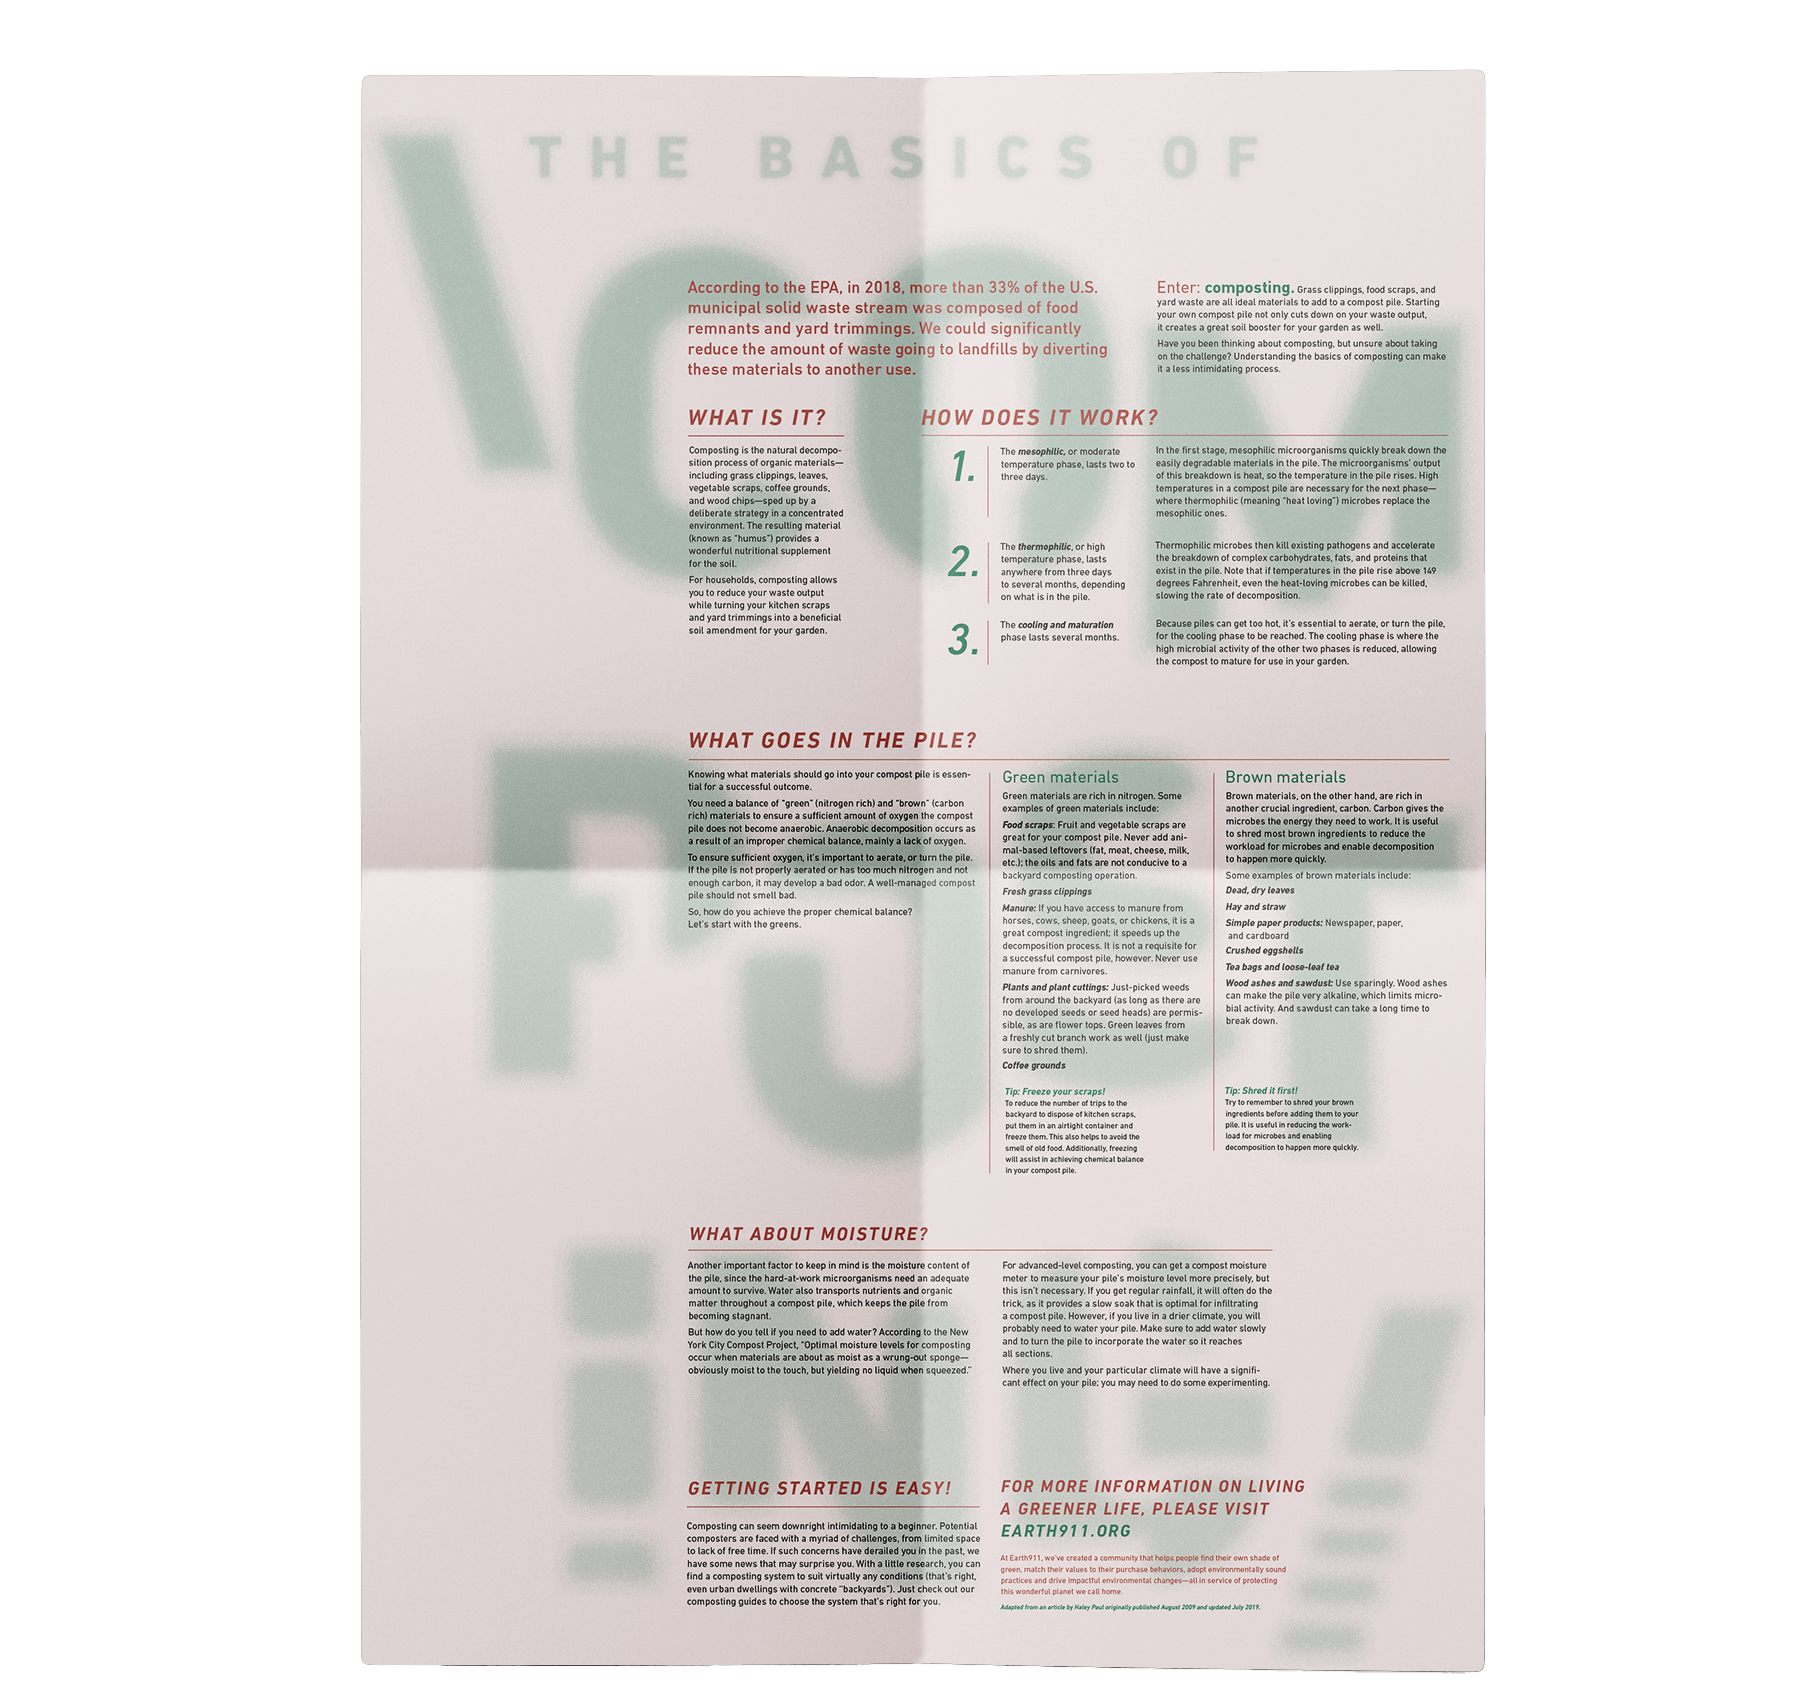 THE BASICS OF
COM
POST
ING!
According to the EPA, in 2018, more than 33% of the U.S.
municipal solid waste stream was composed of food
remnants and yard trimmings. We could significantly
reduce the amount of waste going to landfills by diverting
these materials to another use.
Enter: composting. Grass clippings, food scraps, and
yard waste are all ideal materials to add to a compost pile. Starting
your own compost pile not only cuts down on your waste output,
it creates a great soil booster for your garden as well.
Have you been thinking about composting, but unsure about taking
on the challenge? Understanding the basics of composting can make
it a less intimidating process.
WHAT IS IT?
Composting is the natural decompo-
sition process of organic materials—
including grass clippings, leaves,
vegetable scraps, coffee grounds,
and wood chips—sped up by a
deliberate strategy in a concentrated
environment. The resulting material
(known as “humus”) provides a
wonderful nutritional supplement
for the soil.
For households, composting allows
you to reduce your waste output
while turning your kitchen scraps
and yard trimmings into a beneficial
soil amendment for your garden.
HOW DOES IT WORK?
1.
The mesophilic, or moderate
temperature phase, lasts two to
three days.
In the first stage, mesophilic microorganisms quickly break down the
easily degradable materials in the pile. The microorganisms’ output
of this breakdown is heat, so the temperature in the pile rises. High
temperatures in a compost pile are necessary for the next phase—
where thermophilic (meaning “heat loving”) microbes replace the
mesophilic ones.
2.
The thermophilic, or high
temperature phase, lasts
anywhere from three days
to several months, depending
on what is in the pile.
Thermophilic microbes then kill existing pathogens and accelerate
the breakdown of complex carbohydrates, fats, and proteins that
exist in the pile. Note that if temperatures in the pile rise above 149
degrees Fahrenheit, even the heat-loving microbes can be killed,
slowing the rate of decomposition.
3.
The cooling and maturation
phase lasts several months.
Because piles can get too hot, it’s essential to aerate, or turn the pile,
for the cooling phase to be reached. The cooling phase is where the
high microbial activity of the other two phases is reduced, allowing
the compost to mature for use in your garden.
WHAT GOES IN THE PILE?
Knowing what materials should go into your compost pile is essen-
tial for a successful outcome.
You need a balance of “green” (nitrogen rich) and “brown” (carbon
rich) materials to ensure a sufficient amount of oxygen the compost
pile does not become anaerobic. Anaerobic decomposition occurs as
a result of an improper chemical balance, mainly a lack of oxygen.
To ensure sufficient oxygen, it’s important to aerate, or turn the pile.
If the pile is not properly aerated or has too much nitrogen and not
enough carbon, it may develop a bad odor. A well-managed compost
pile should not smell bad.
So, how do you achieve the proper chemical balance?
Let’s start with the greens.
Green materials
Green materials are rich in nitrogen. Some
examples of green materials include:
Food scraps: Fruit and vegetable scraps are
great for your compost pile. Never add ani-
mal-based leftovers (fat, meat, cheese, milk,
etc.); the oils and fats are not conducive to a
backyard composting operation.
Fresh grass clippings
Manure: If you have access to manure from
horses, cows, sheep, goats, or chickens, it is a
great compost ingredient; it speeds up the
decomposition process. It is not a requisite for
a successful compost pile, however. Never use
manure from carnivores.
Plants and plant cuttings: Just-picked weeds
from around the backyard (as long as there are
no developed seeds or seed heads) are permis-
sible, as are flower tops. Green leaves from
a freshly cut branch work as well (just make
sure to shred them).
Coffee grounds
Tip: Freeze your scraps!
To reduce the number of trips to the
backyard to dispose of kitchen scraps,
put them in an airtight container and
freeze them. This also helps to avoid the
smell of old food. Additionally, freezing
will assist in achieving chemical balance
in your compost pile.
Brown materials
Brown materials, on the other hand, are rich in
another crucial ingredient, carbon. Carbon gives the
microbes the energy they need to work. It is useful
to shred most brown ingredients to reduce the
workload for microbes and enable decomposition
to happen more quickly.
Some examples of brown materials include:
Dead, dry leaves
Hay and straw
Simple paper products: Newspaper, paper,
and cardboard
Crushed eggshells
Tea bags and loose-leaf tea
Wood ashes and sawdust: Use sparingly. Wood ashes
can make the pile very alkaline, which limits micro-
bial activity. And sawdust can take a long time to
break down.
Tip: Shred it first!
Try to remember to shred your brown
ingredients before adding them to your
pile. It is useful in reducing the work-
load for microbes and enabling
decomposition to happen more quickly.
WHAT ABOUT MOISTURE?
Another important factor to keep in mind is the moisture content of
the pile, since the hard-at-work microorganisms need an adequate
amount to survive. Water also transports nutrients and organic
matter throughout a compost pile, which keeps the pile from
becoming stagnant.
But how do you tell if you need to add water? According to the New
York City Compost Project, “Optimal moisture levels for composting
occur when materials are about as moist as a wrung-out sponge—
obviously moist to the touch, but yielding no liquid when squeezed.”
For advanced-level composting, you can get a compost moisture
meter to measure your pile’s moisture level more precisely, but
this isn’t necessary. If you get regular rainfall, it will often do the
trick, as it provides a slow soak that is optimal for infiltrating
a compost pile. However, if you live in a drier climate, you will
probably need to water your pile. Make sure to add water slowly
and to turn the pile to incorporate the water so it reaches
all sections.
Where you live and your particular climate will have a signifi-
cant effect on your pile; you may need to do some experimenting.
GETTING STARTED IS EASY!
Composting can seem downright intimidating to a beginner. Potential
composters are faced with a myriad of challenges, from limited space
to lack of free time. If such concerns have derailed you in the past, we
have some news that may surprise you. With a little research, you can
find a composting system to suit virtually any conditions (that’s right,
even urban dwellings with concrete “backyards”). Just check out our
composting guides to choose the system that’s right for you.
FOR MORE INFORMATION ON LIVING
A GREENER LIFE, PLEASE VISIT
EARTH911.ORG
At Earth911, we’ve created a community that helps people find their own shade of
green, match their values to their purchase behaviors, adopt environmentally sound
practices and drive impactful environmental changes—all in service of protecting
this wonderful planet we call home.
Adapted from an article by Haley Paul originally published August 2009 and updated July 2019.